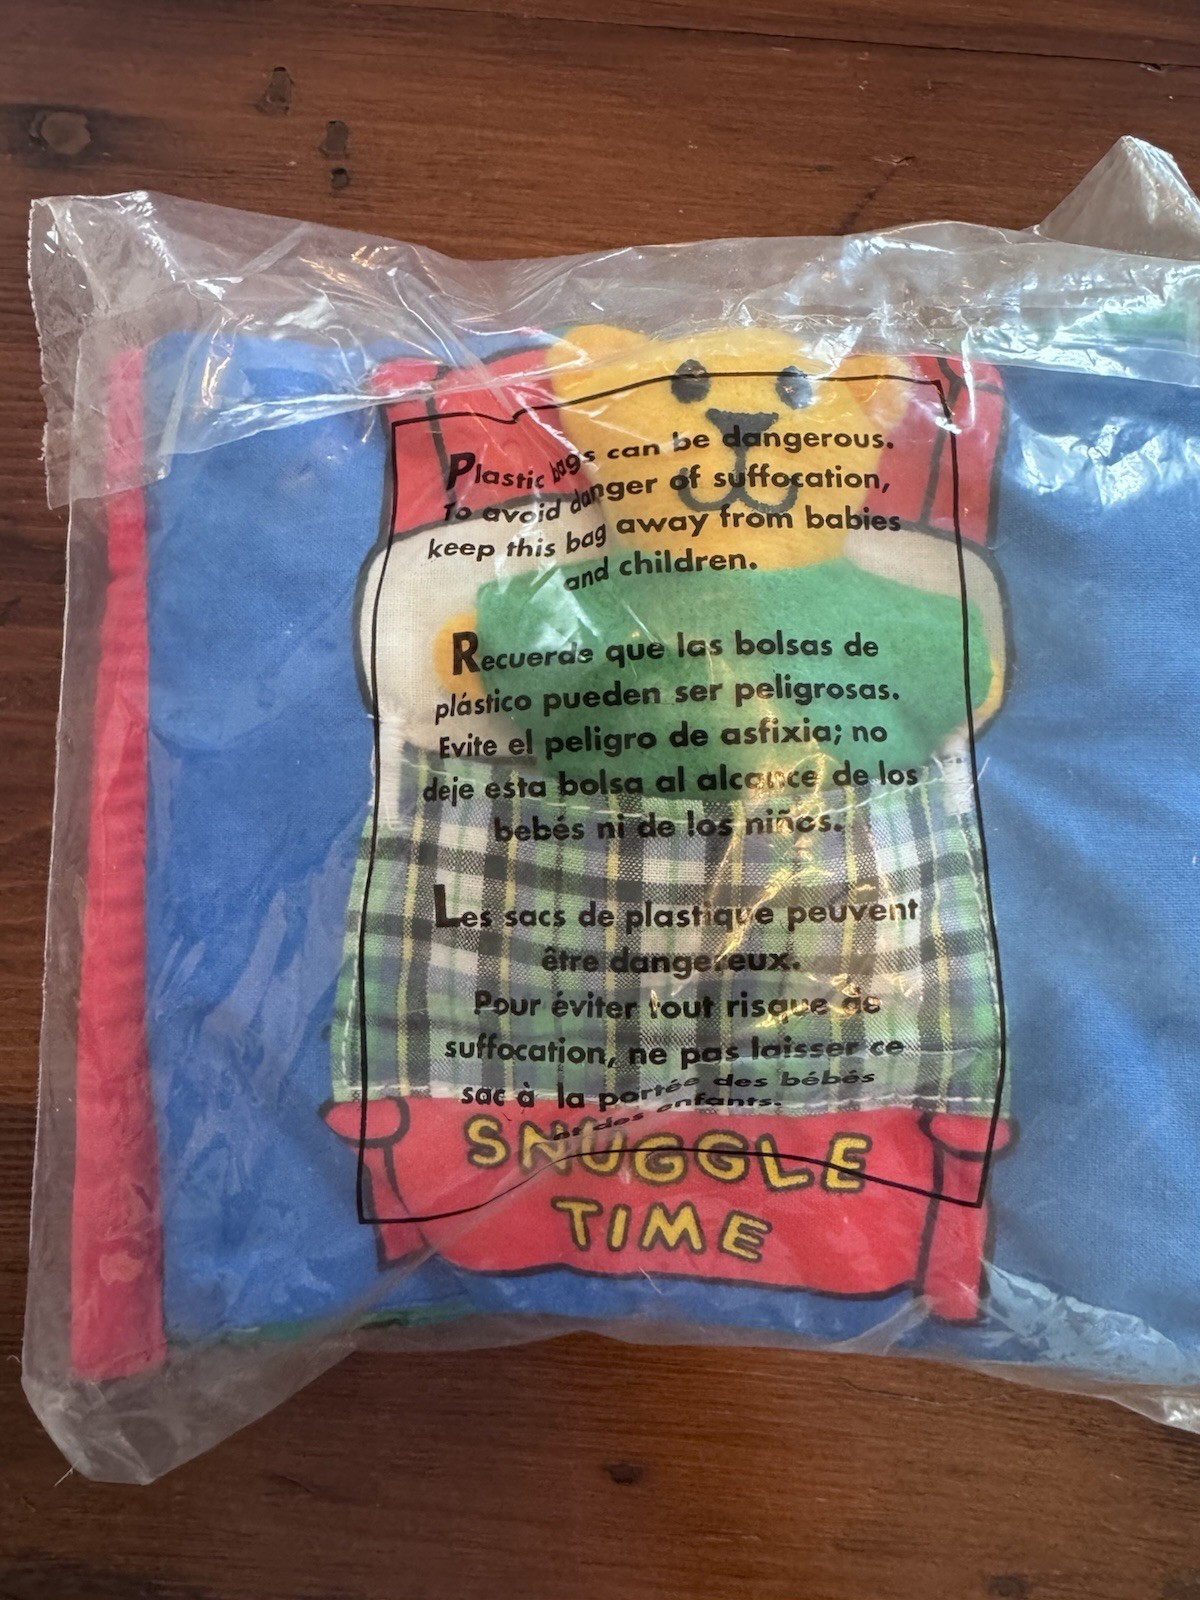 Plastic bags can be dangerous.
To avoid danger of suffocation,
keep this bag away from babies
and children.
Recuerde que las bolsas de
plástico pueden ser peligrosas.
Evite el peligro de asfixia; no
deje esta bolsa al alcance de los
bebés ni de los niños.
Les sacs de plastique peuvent
être dangereux.
Pour éviter tout risque de
suffocation, ne pas laisser ce
sac à la portée des bébés
et des enfants.
SNUGGLE
TIME